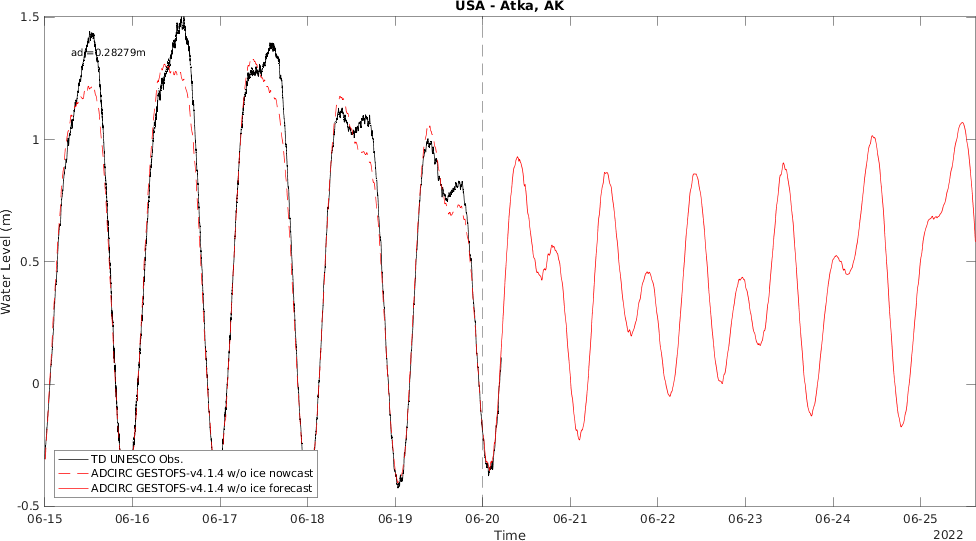 USA - Atka, AK
adj=0.28279m
1.5
1
0.5
0
-0.5
Water Level (m)
TD UNESCO Obs.
ADCIRC GESTOFS-v4.1.4 w/o ice nowcast
ADCIRC GESTOFS-v4.1.4 w/o ice forecast
06-15 06-16 06-17 06-18 06-19 06-20 06-21 06-22 06-23 06-24 06-25
Time
2022